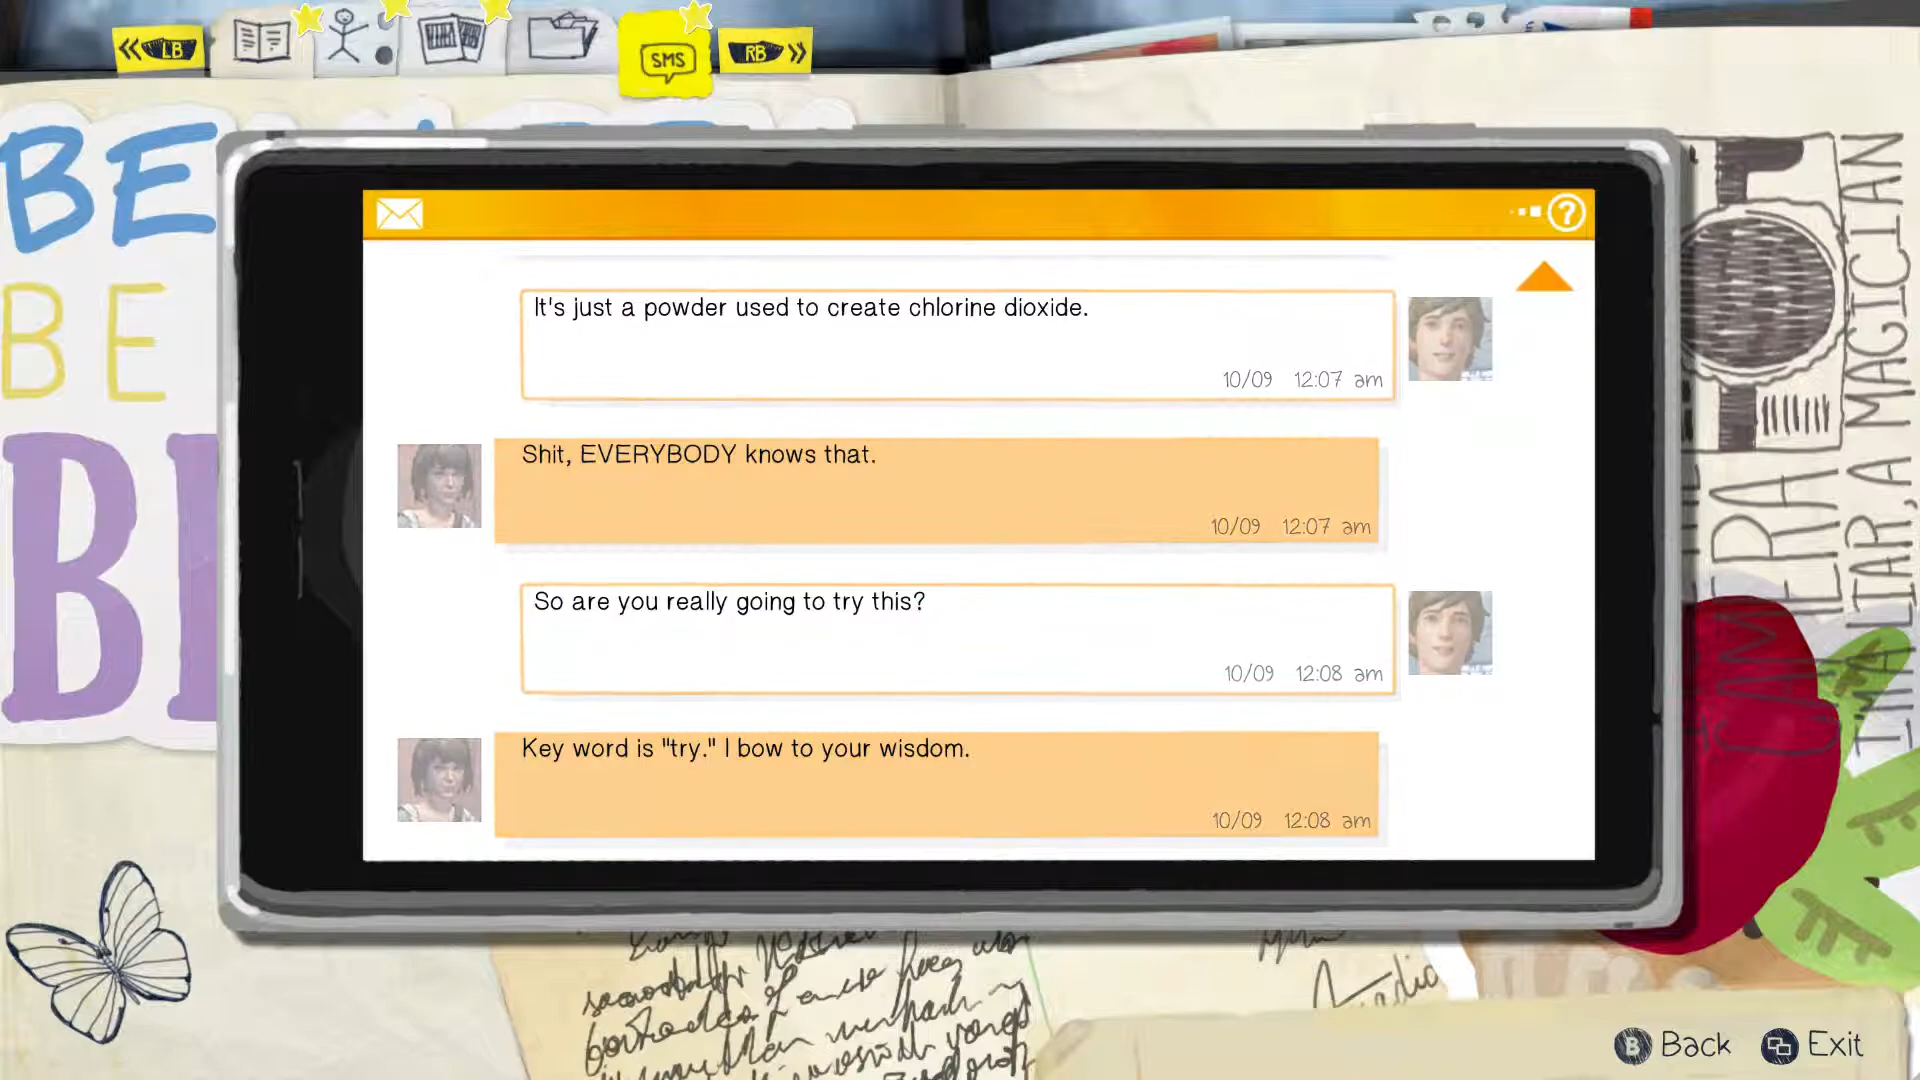 LB
SMS
RB
BE
It's just a powder used to create chlorine dioxide.
10/09 12:07 am
Shit, EVERYBODY knows that.
10/09 12:07 am
So are you really going to try this?
10/09 12:08 am
Key word is "try." I bow to your wisdom.
10/09 12:08 am
BE
I'M A LIAR, A MAGICIAN
B Back
Exit